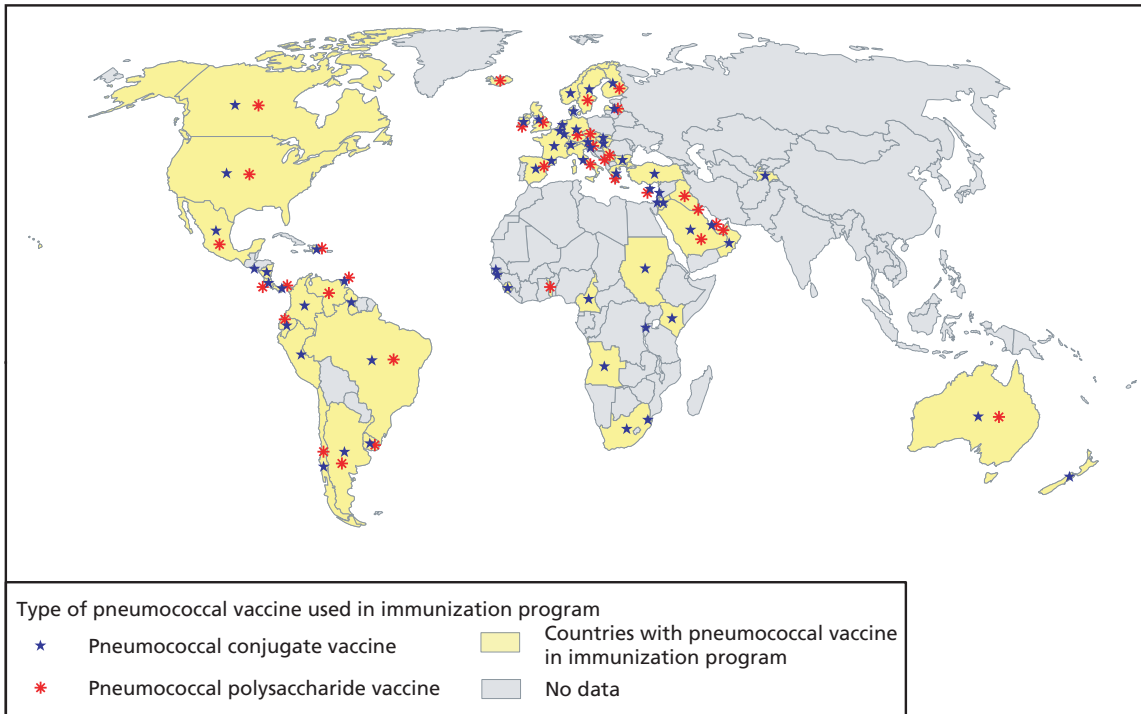 Type of pneumococcal vaccine used in immunization program
Pneumococcal conjugate vaccine
Pneumococcal polysaccharide vaccine
Countries with pneumococcal vaccine
in immunization program
No data